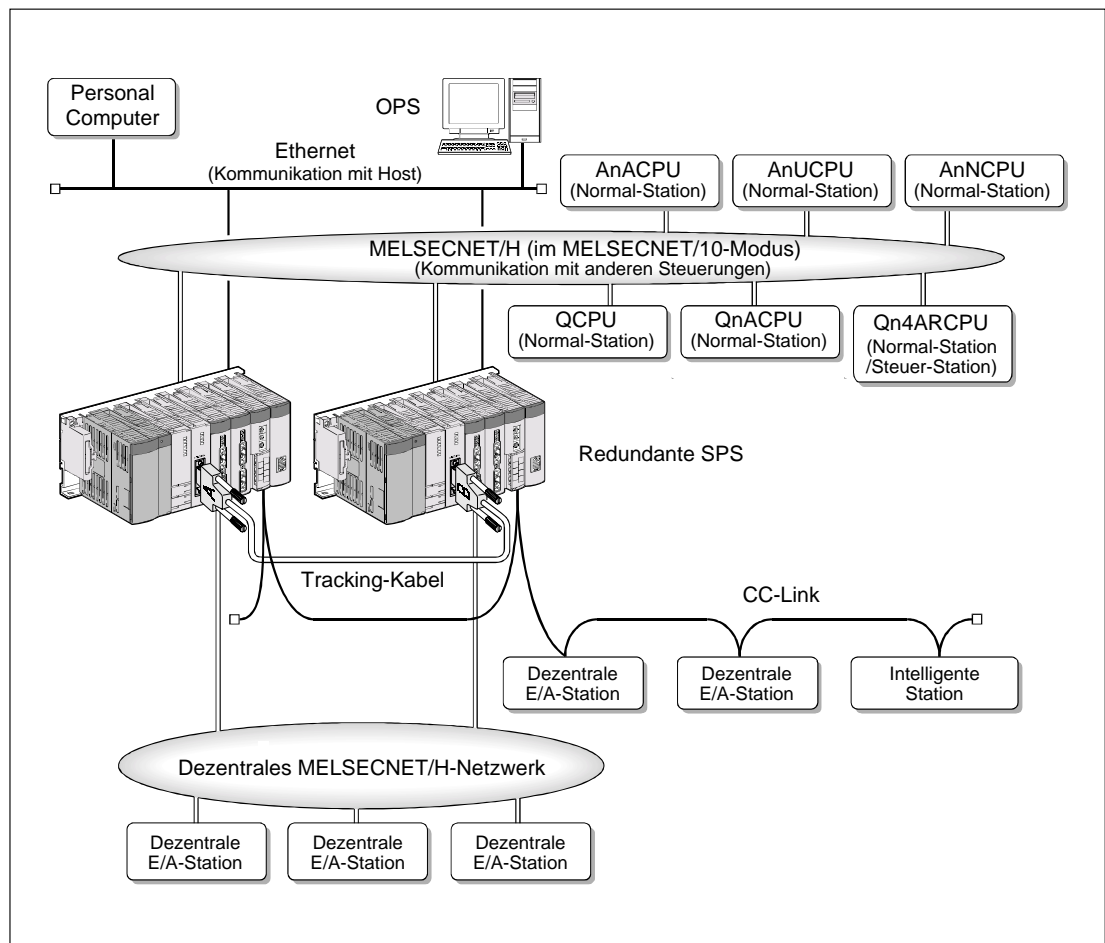 Personal
Computer
OPS
Ethernet
(Kommunikation mit Host)
AnACPU
(Normal-Station)
AnUCPU
(Normal-Station)
AnNCPU
(Normal-Station)
MELSECNET/H (im MELSECNET/10-Modus)
(Kommunikation mit anderen Steuerungen)
QCPU
(Normal-Station)
QnACPU
(Normal-Station)
Qn4ARCPU
(Normal-Station
/Steuer-Station)
A
B
Redundante SPS
Tracking-Kabel
CC-Link
Dezentrale
E/A-Station
Dezentrale
E/A-Station
Intelligente
Station
Dezentrales MELSECNET/H-Netzwerk
Dezentrale
E/A-Station
Dezentrale
E/A-Station
Dezentrale
E/A-Station